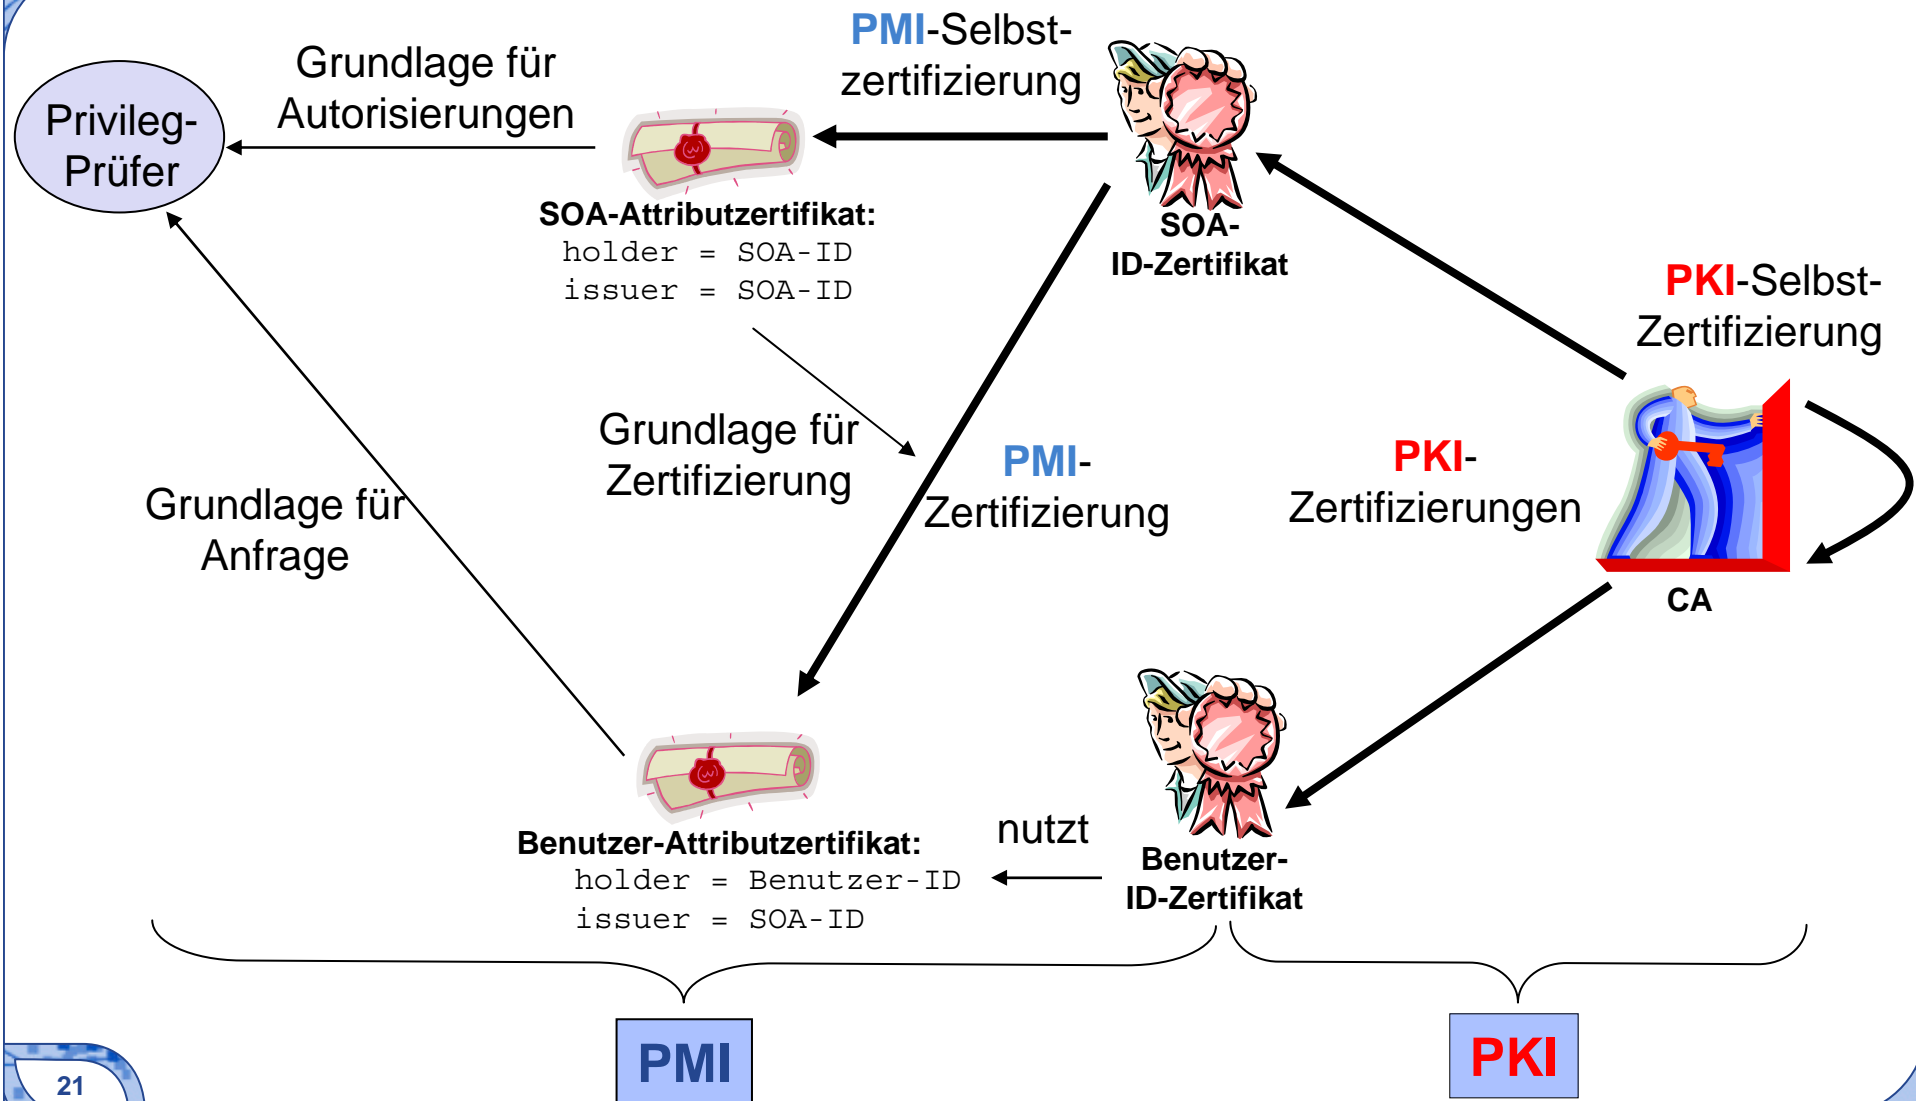 PMI-Selbst-
zertifizierung
Grundlage für
Autorisierungen
Privileg-
Prüfer
SOA-Attributzertifikat:
holder = SOA-ID
issuer = SOA-ID
SOA-
ID-Zertifikat
PKI-Selbst-
Zertifizierung
Grundlage für
Zertifizierung
PMI-
Zertifizierung
PKI-
Zertifizierungen
Grundlage für
Anfrage
CA
Benutzer-Attributzertifikat:
holder = Benutzer-ID
issuer = SOA-ID
nutzt
Benutzer-
ID-Zertifikat
PMI
PKI
21